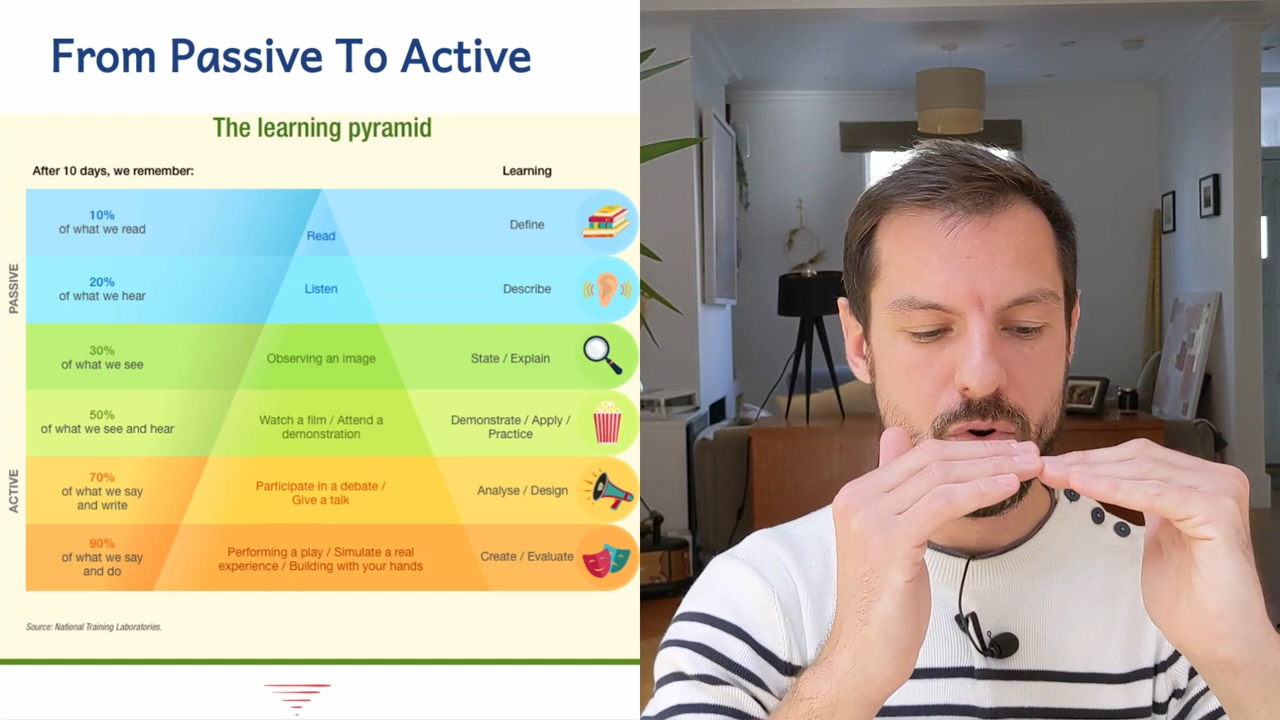 From Passive To Active
The learning pyramid
After 10 days, we remember:
Learning
PASSIVE
10%
of what we read
Read
Define
20%
of what we hear
Listen
Describe
30%
of what we see
Observing an image
State / Explain
50%
of what we see and hear
Watch a film / Attend a
demonstration
Demonstrate / Apply /
Practice
ACTIVE
70%
of what we say
and write
Participate in a debate /
Give a talk
Analyse / Design
90%
of what we say
and do
Performing a play / Simulate a real
experience / Building with your hands
Create / Evaluate
Source: National Training Laboratories.